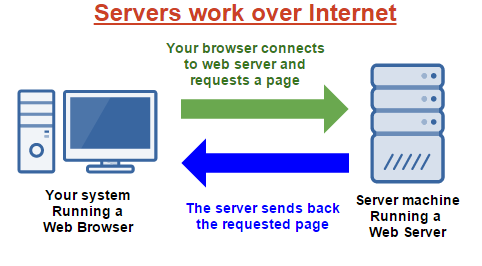 Servers work over Internet
Your browser connects
to web server and
requests a page
Your system
Running a
Web Browser
The server sends back
the requested page
Server machine
Running a
Web Server